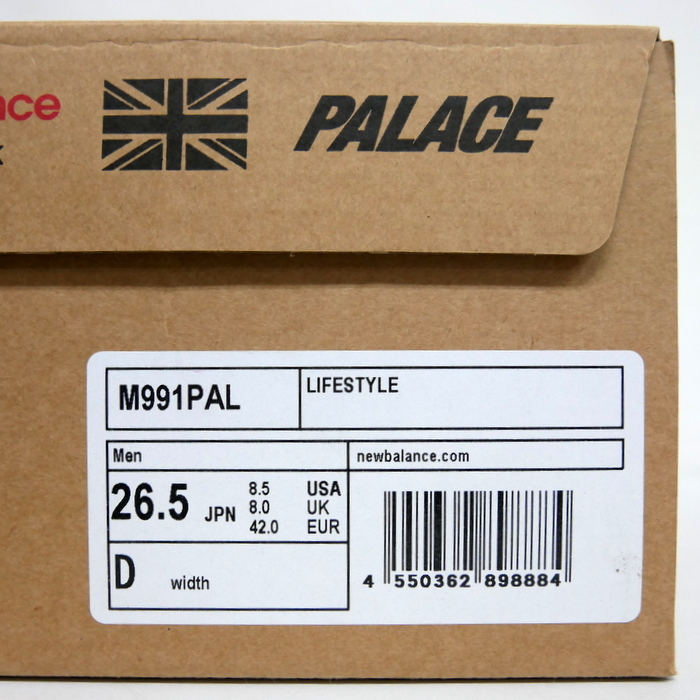 nce
PALACE
M991PAL
LIFESTYLE
Men
newbalance.com
26.5 JPN
8.5 USA
8.0 UK
42.0 EUR
D width
4 550362 898884